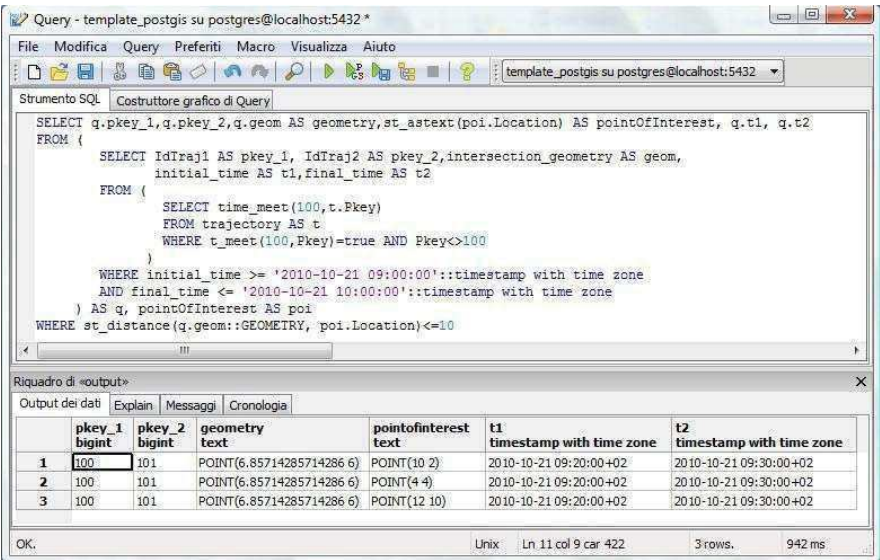 Query - template_postgis su postgres@localhost:5432 *
File Modifica Query Preferiti Macro Visualizza Aiuto
template_postgis su postgres@localhost:5432
Strumento SQL Costruttore grafico di Query
SELECT q.pkey_1,q.pkey_2,q.geom AS geometry,st_astext(poi.Location) AS pointOfInterest, q.t1, q.t2
FROM (
SELECT IdTraj1 AS pkey_1, IdTraj2 AS pkey_2,intersection_geometry AS geom,
initial_time AS t1,final_time AS t2
FROM (
SELECT time_meet(100,t.Pkey)
FROM trajectory AS t
WHERE t_meet(100,Pkey)=true AND Pkey<>100
)
WHERE initial_time >= '2010-10-21 09:00:00'::timestamp with time zone
AND final_time <= '2010-10-21 10:00:00'::timestamp with time zone
) AS q, pointOfInterest AS poi
WHERE st_distance(q.geom::GEOMETRY, poi.Location)<=10
Riquadro di «output»
Output dei dati Explain Messaggi Cronologia
pkey_1 pkey_2 geometry pointofinterest t1 t2
bigint bigint text text timestamp with time zone timestamp with time zone
1 100 101 POINT(6.85714285714286 6) POINT(10 2) 2010-10-21 09:20:00+02 2010-10-21 09:30:00+02
2 100 101 POINT(6.85714285714286 6) POINT(4 4) 2010-10-21 09:20:00+02 2010-10-21 09:30:00+02
3 100 101 POINT(6.85714285714286 6) POINT(12 10) 2010-10-21 09:20:00+02 2010-10-21 09:30:00+02
OK. Unix Ln 11 col 9 car 422 3 rows. 942 ms